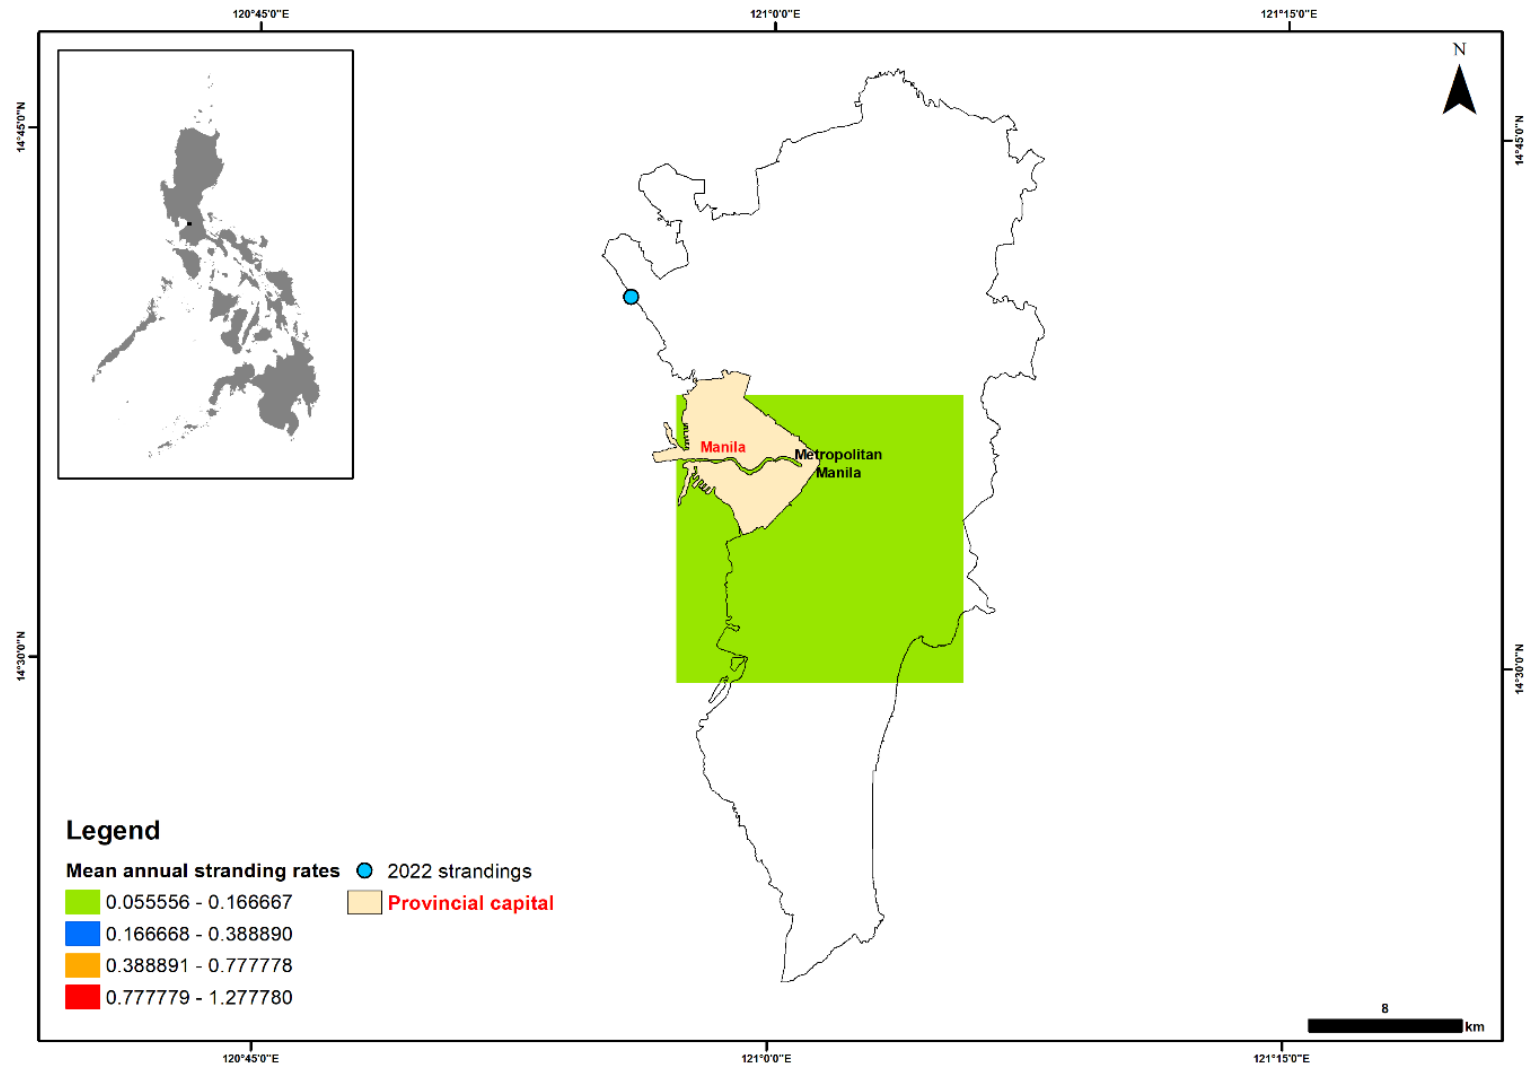 120°45'0"E
121°0'0"E
121°15'0"E
N
14°45'0"N
14°45'0"N
Manila
Metropolitan
Manila
14°30'0"N
14°30'0"N
Legend
Mean annual stranding rates
0.055556 - 0.166667
0.166668 - 0.388890
0.388891 - 0.777778
0.777779 - 1.277780
2022 strandings
Provincial capital
8
km
120°45'0"E
121°0'0"E
121°15'0"E